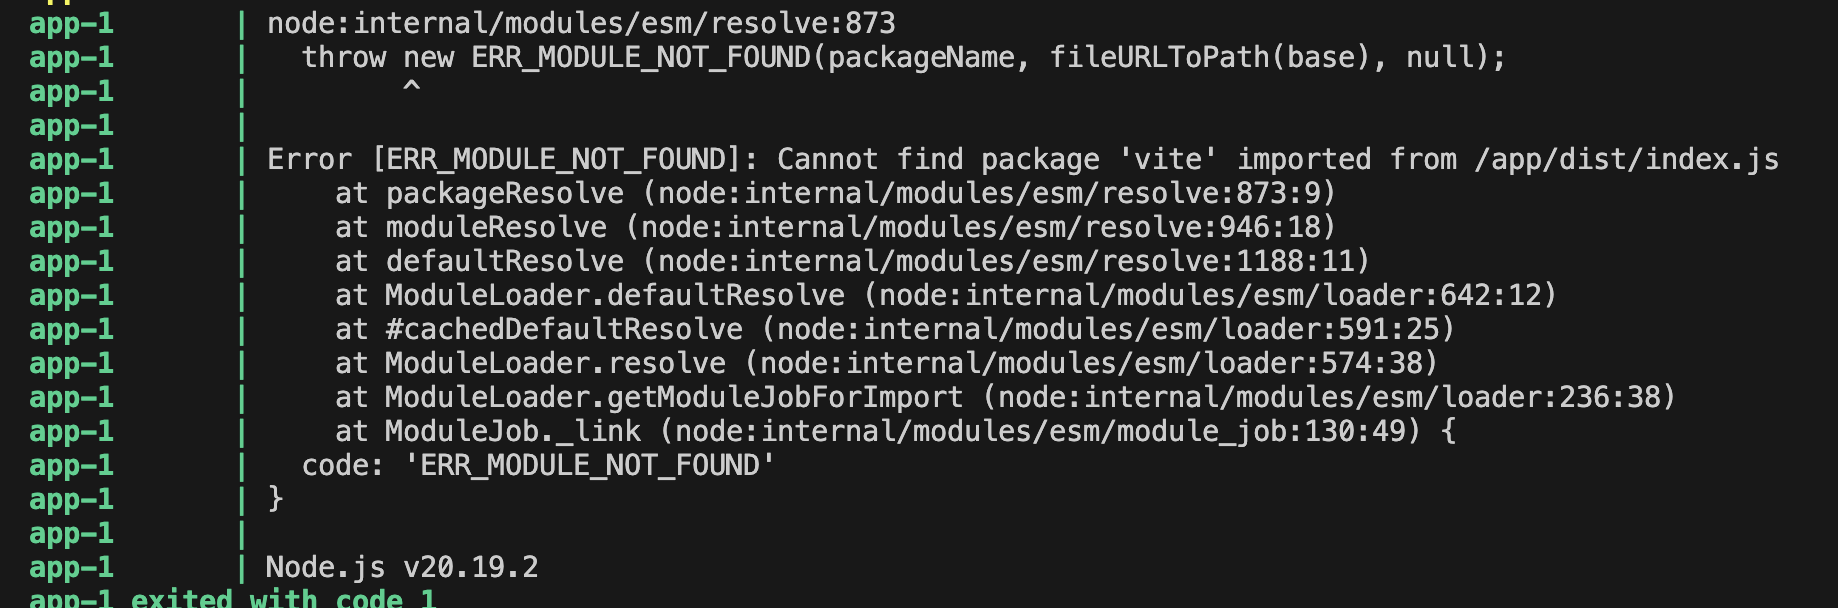 app-1 | node:internal/modules/esm/resolve:873
app-1 | throw new ERR_MODULE_NOT_FOUND(packageName, fileURLToPath(base), null);
app-1 | ^
app-1 |
app-1 | Error [ERR_MODULE_NOT_FOUND]: Cannot find package 'vite' imported from /app/dist/index.js
app-1 | at packageResolve (node:internal/modules/esm/resolve:873:9)
app-1 | at moduleResolve (node:internal/modules/esm/resolve:946:18)
app-1 | at defaultResolve (node:internal/modules/esm/resolve:1188:11)
app-1 | at ModuleLoader.defaultResolve (node:internal/modules/esm/loader:642:12)
app-1 | at #cachedDefaultResolve (node:internal/modules/esm/loader:591:25)
app-1 | at ModuleLoader.resolve (node:internal/modules/esm/loader:574:38)
app-1 | at ModuleLoader.getModuleJobForImport (node:internal/modules/esm/loader:236:38)
app-1 | at ModuleJob._link (node:internal/modules/esm/module_job:130:49) {
app-1 | code: 'ERR_MODULE_NOT_FOUND'
app-1 | }
app-1 |
app-1 | Node.js v20.19.2
app-1 exited with code 1